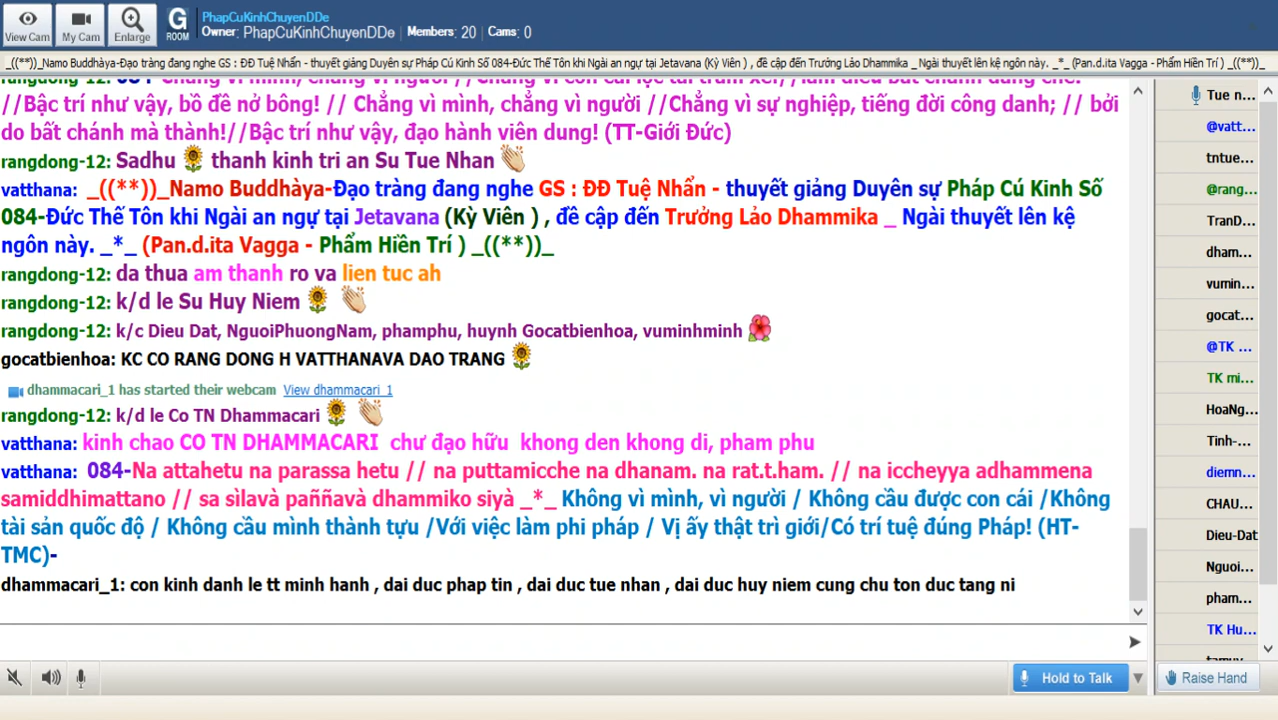 View Cam
My Cam
Enlarge
G
ROOM
PhapCuKinhChuyenDDe
Owner: PhapCuKinhChuyenDDe Members: 20 Cams: 0
_((**))_Namo Buddhàya-Đạo tràng đang nghe GS : ĐĐ Tuệ Nhẩn - thuyết giảng Duyên sự Pháp Cú Kinh Số 084-Đức Thế Tôn khi Ngài an ngự tại Jetavana (Kỳ Viên ) , đề cập đến Trưởng Lảo Dhammika _ Ngài thuyết lên kệ ngôn này. _*_ (Pan.d.ita Vagga - Phẩm Hiền Trí ) _((**))_
//Bậc trí như vậy, bồ đề nở bông! // Chẳng vì mình, chẳng vì người //Chẳng vì sự nghiệp, tiếng đời công danh; // bởi
do bất chánh mà thành!//Bậc trí như vậy, đạo hành viên dung! (TT-Giới Đức)
rangdong-12: Sadhu thanh kinh tri an Su Tue Nhan
vatthana: _((**))_Namo Buddhàya-Đạo tràng đang nghe GS : ĐĐ Tuệ Nhẩn - thuyết giảng Duyên sự Pháp Cú Kinh Số
084-Đức Thế Tôn khi Ngài an ngự tại Jetavana (Kỳ Viên ) , đề cập đến Trưởng Lảo Dhammika _ Ngài thuyết lên kệ
ngôn này. _*_ (Pan.d.ita Vagga - Phẩm Hiền Trí ) _((**))_
rangdong-12: da thua am thanh ro va lien tuc ah
rangdong-12: k/d le Su Huy Niem
rangdong-12: k/c Dieu Dat, NguoiPhuongNam, phamphu, huynh Gocatbienhoa, vuminhminh
gocatbienhoa: KC CO RANG DONG H VATTHANAVA DAO TRANG
dhammacari_1 has started their webcam View dhammacari_1
rangdong-12: k/d le Co TN Dhammacari
vatthana: kinh chao CO TN DHAMMACARI chư đạo hữu khong den khong di, pham phu
vatthana: 084-Na attahetu na parassa hetu // na puttamicche na dhanam. na rat.t.ham. // na iccheyya adhammena
samiddhimattano // sa sìlavà paññavà dhammiko siyà _*_ Không vì mình, vì người / Không cầu được con cái /Không
tài sản quốc độ / Không cầu mình thành tựu /Với việc làm phi pháp / Vị ấy thật trì giới/Có trí tuệ đúng Pháp! (HT-
TMC)-
dhammacari_1: con kinh danh le tt minh hanh , dai duc phap tin , dai duc tue nhan , dai duc huy niem cung chu ton duc tang ni
Hold to Talk
Tue n...
@vatt...
tntue...
@rang...
TranD...
dham...
vumin...
gocat...
@TK ...
TK mi...
HoaNg...
Tinh-...
diemn...
CHAU...
Dieu-Dat
Nguoi...
pham...
TK Hu...
Raise Hand